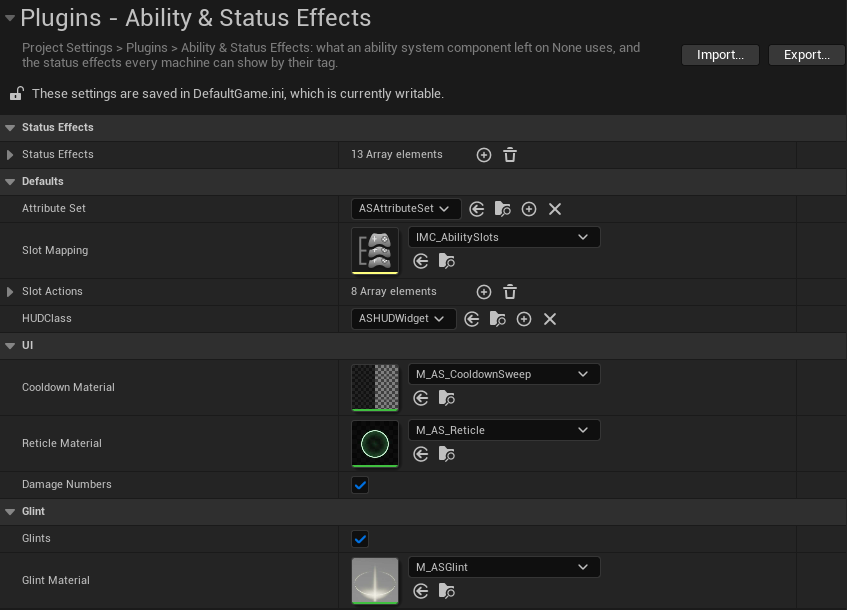 Plugins - Ability & Status Effects
Project Settings > Plugins > Ability & Status Effects: what an ability system component left on None uses, and
the status effects every machine can show by their tag.
Import...
Export...
These settings are saved in DefaultGame.ini, which is currently writable.
Status Effects
Status Effects
13 Array elements
Defaults
Attribute Set
ASAttributeSet
Slot Mapping
IMC_AbilitySlots
Slot Actions
8 Array elements
HUDClass
ASHUDWidget
UI
Cooldown Material
M_AS_CooldownSweep
Reticle Material
M_AS_Reticle
Damage Numbers
Glint
Glints
Glint Material
M_ASGlint